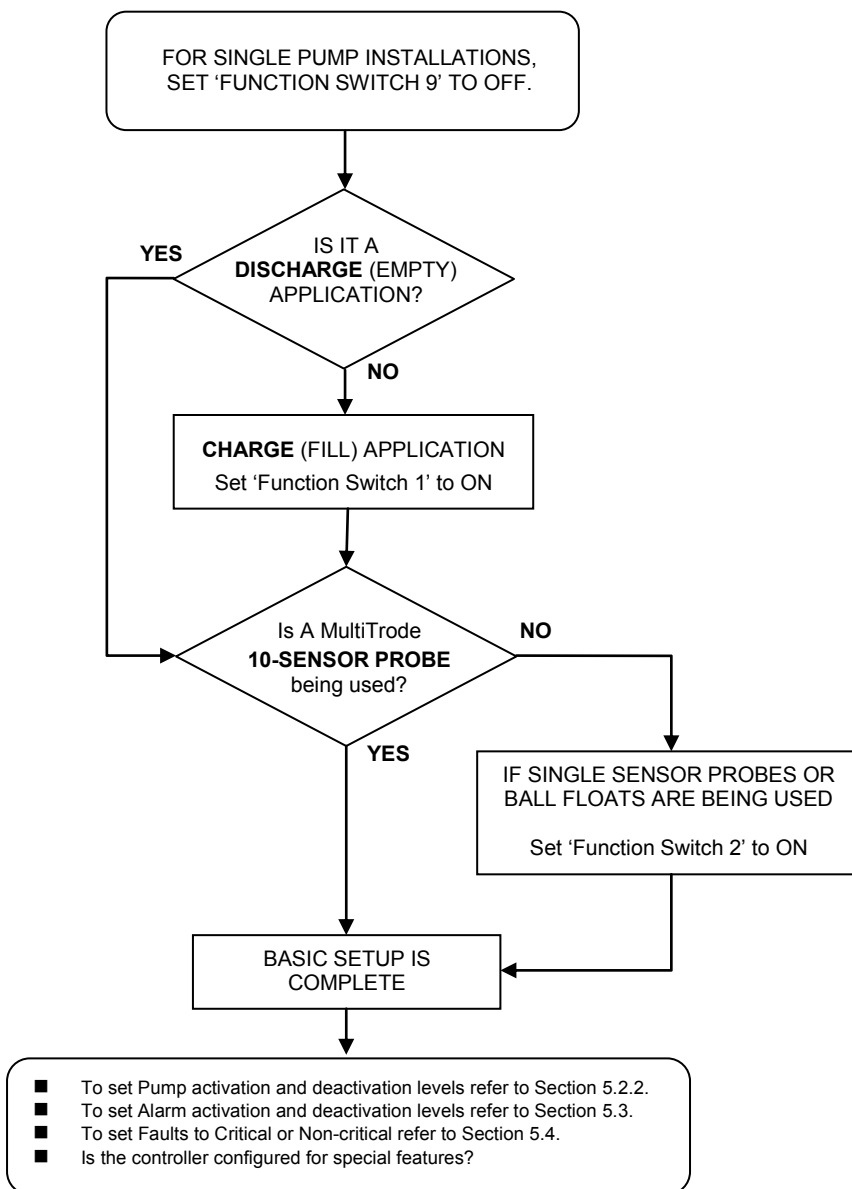 FOR SINGLE PUMP INSTALLATIONS,
SET ‘FUNCTION SWITCH 9’ TO OFF.
YES
IS IT A
DISCHARGE (EMPTY)
APPLICATION?
NO
CHARGE (FILL) APPLICATION
Set ‘Function Switch 1’ to ON
Is A MultiTrode
10-SENSOR PROBE
being used?
NO
YES
IF SINGLE SENSOR PROBES OR
BALL FLOATS ARE BEING USED
Set ‘Function Switch 2’ to ON
BASIC SETUP IS
COMPLETE
■ To set Pump activation and deactivation levels refer to Section 5.2.2.
■ To set Alarm activation and deactivation levels refer to Section 5.3.
■ To set Faults to Critical or Non-critical refer to Section 5.4.
■ Is the controller configured for special features?